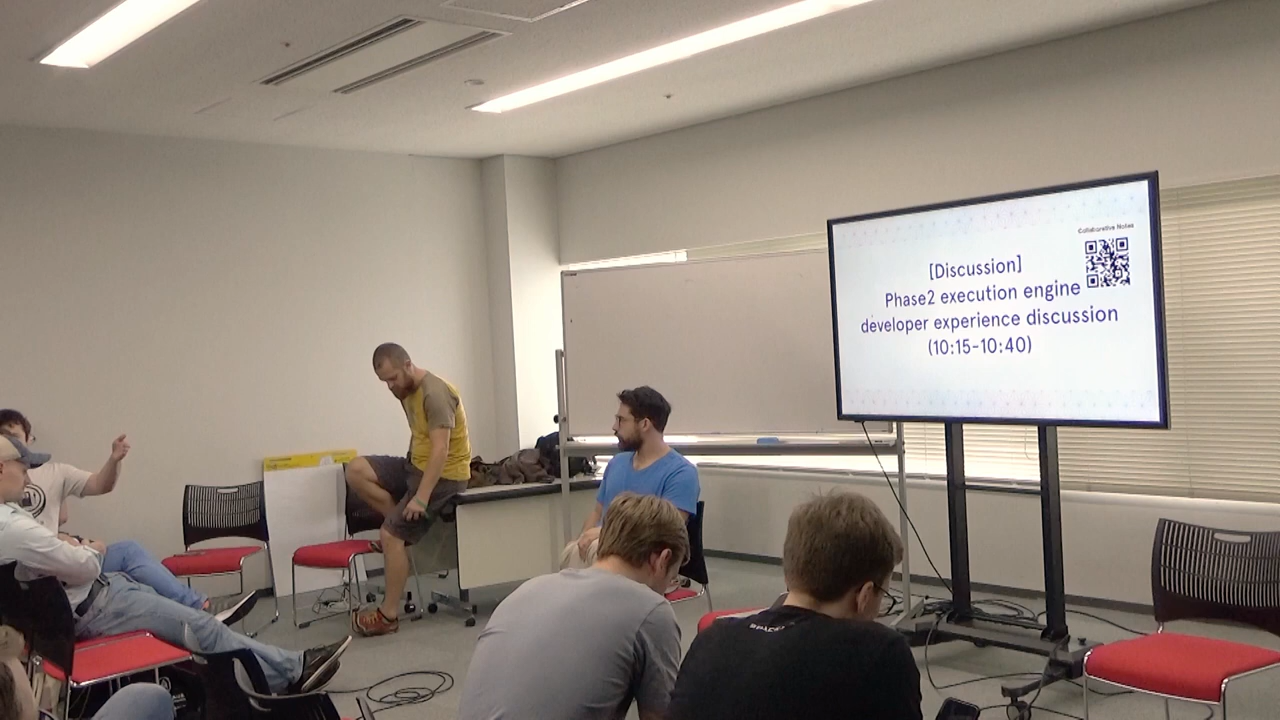 Collaborative Notes
[Discussion]
Phase2 execution engine
developer experience discussion
(10:15-10:40)